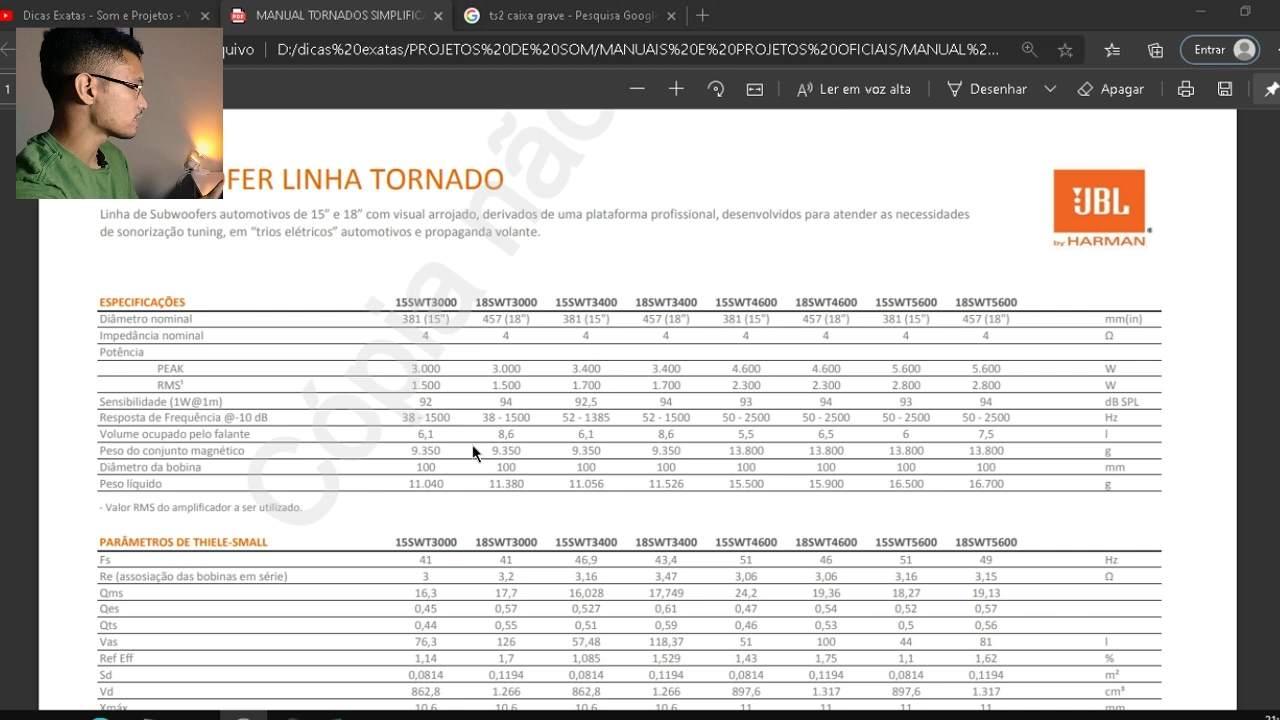 Dicas Exatas - Som e Projetos - Y
MANUAL TORNADOS SIMPLIFICA
ts2 caixa grave - Pesquisa Google
quivo
D:/dicas%20exatas/PROJETOS%20DE%20SOM/MANUAIS%20E%20PROJETOS%20OFICIAIS/MANUAL%2...
Entrar
1
Ler em voz alta
Desenhar
Apagar
FER LINHA TORNADO
Linha de Subwoofers automotivos de 15” e 18” com visual arrojado, derivados de uma plataforma profissional, desenvolvidos para atender as necessidades
de sonorização tuning, em “trios elétricos” automotivos e propaganda volante.
JBL
by HARMAN
Cópia não
ESPECIFICAÇÕES 15SWT3000 18SWT3000 15SWT3400 18SWT3400 15SWT4600 18SWT4600 15SWT5600 18SWT5600
Diâmetro nominal 381 (15") 457 (18") 381 (15") 457 (18") 381 (15") 457 (18") 381 (15") 457 (18") mm(in)
Impedância nominal 4 4 4 4 4 4 4 4 Ω
Potência
PEAK 3.000 3.000 3.400 3.400 4.600 4.600 5.600 5.600 W
RMS¹ 1.500 1.500 1.700 1.700 2.300 2.300 2.800 2.800 W
Sensibilidade (1W@1m) 92 94 92,5 94 93 94 93 94 dB SPL
Resposta de Frequência @-10 dB 38 - 1500 38 - 1500 52 - 1385 52 - 1500 50 - 2500 50 - 2500 50 - 2500 50 - 2500 Hz
Volume ocupado pelo falante 6,1 8,6 6,1 8,6 5,5 6,5 6 7,5 l
Peso do conjunto magnético 9.350 9.350 9.350 9.350 13.800 13.800 13.800 13.800 g
Diâmetro da bobina 100 100 100 100 100 100 100 100 mm
Peso líquido 11.040 11.380 11.056 11.526 15.500 15.900 16.500 16.700 g
- Valor RMS do amplificador a ser utilizado.
PARÂMETROS DE THIELE-SMALL 15SWT3000 18SWT3000 15SWT3400 18SWT3400 15SWT4600 18SWT4600 15SWT5600 18SWT5600
Fs 41 41 46,9 43,4 51 46 51 49 Hz
Re (assosiação das bobinas em série) 3 3,2 3,16 3,47 3,06 3,06 3,16 3,15 Ω
Qms 16,3 17,7 16,028 17,749 24,2 19,36 18,27 19,13
Qes 0,45 0,57 0,527 0,61 0,47 0,54 0,52 0,57
Qts 0,44 0,55 0,51 0,59 0,46 0,53 0,5 0,56
Vas 76,3 126 57,48 118,37 51 100 44 81 l
Ref Eff 1,14 1,7 1,085 1,529 1,43 1,75 1,1 1,62 %
Sd 0,0814 0,1194 0,0814 0,1194 0,0814 0,1194 0,0814 0,1194 m²
Vd 862,8 1.266 862,8 1.266 897,6 1.317 897,6 1.317 cm³
Xmáx 10,6 10,6 10,6 10,6 11 11 11 11 mm